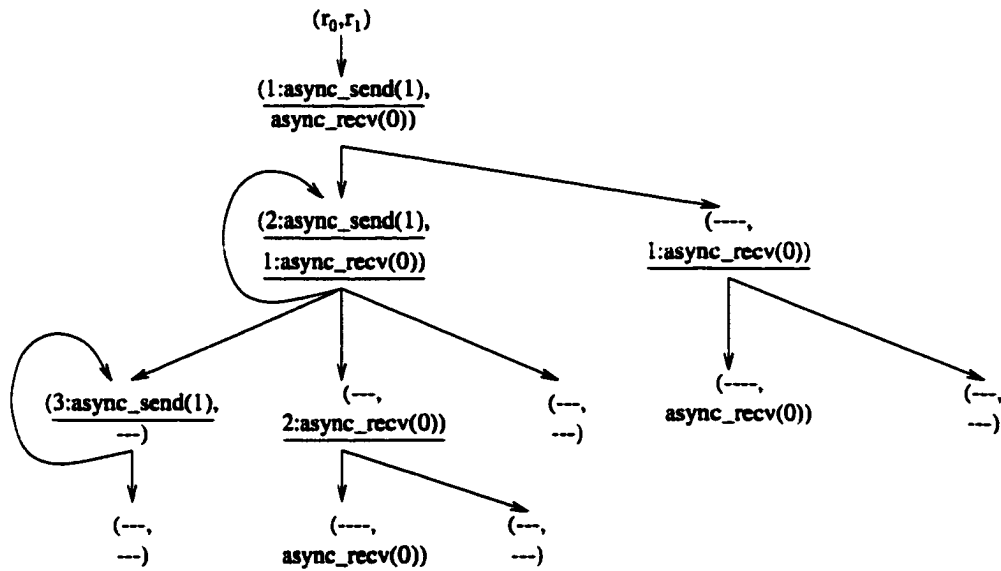 (r₀,r₁)
(1:async_send(1),
async_recv(0))
(2:async_send(1),
1:async_recv(0))
(----,
1:async_recv(0))
(3:async_send(1),
---)
(---,
2:async_recv(0))
(---,
---)
(----,
async_recv(0))
(---,
---)
(---,
---)
(----,
async_recv(0))
(---,
---)